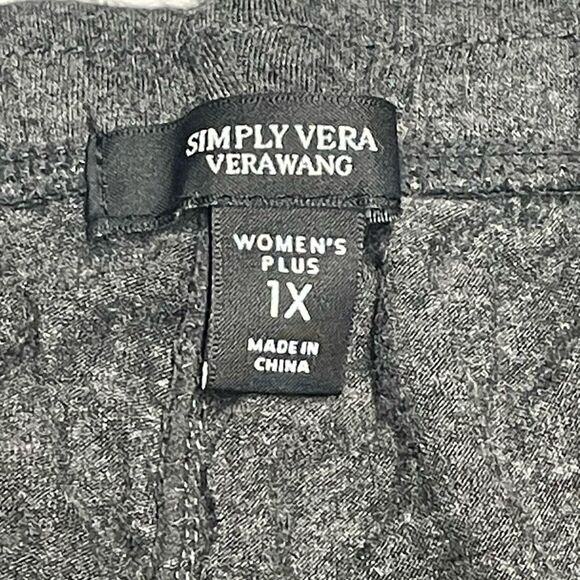 SIMPLY VERA
VERAWANG
WOMEN'S
PLUS
1X
MADE IN
CHINA